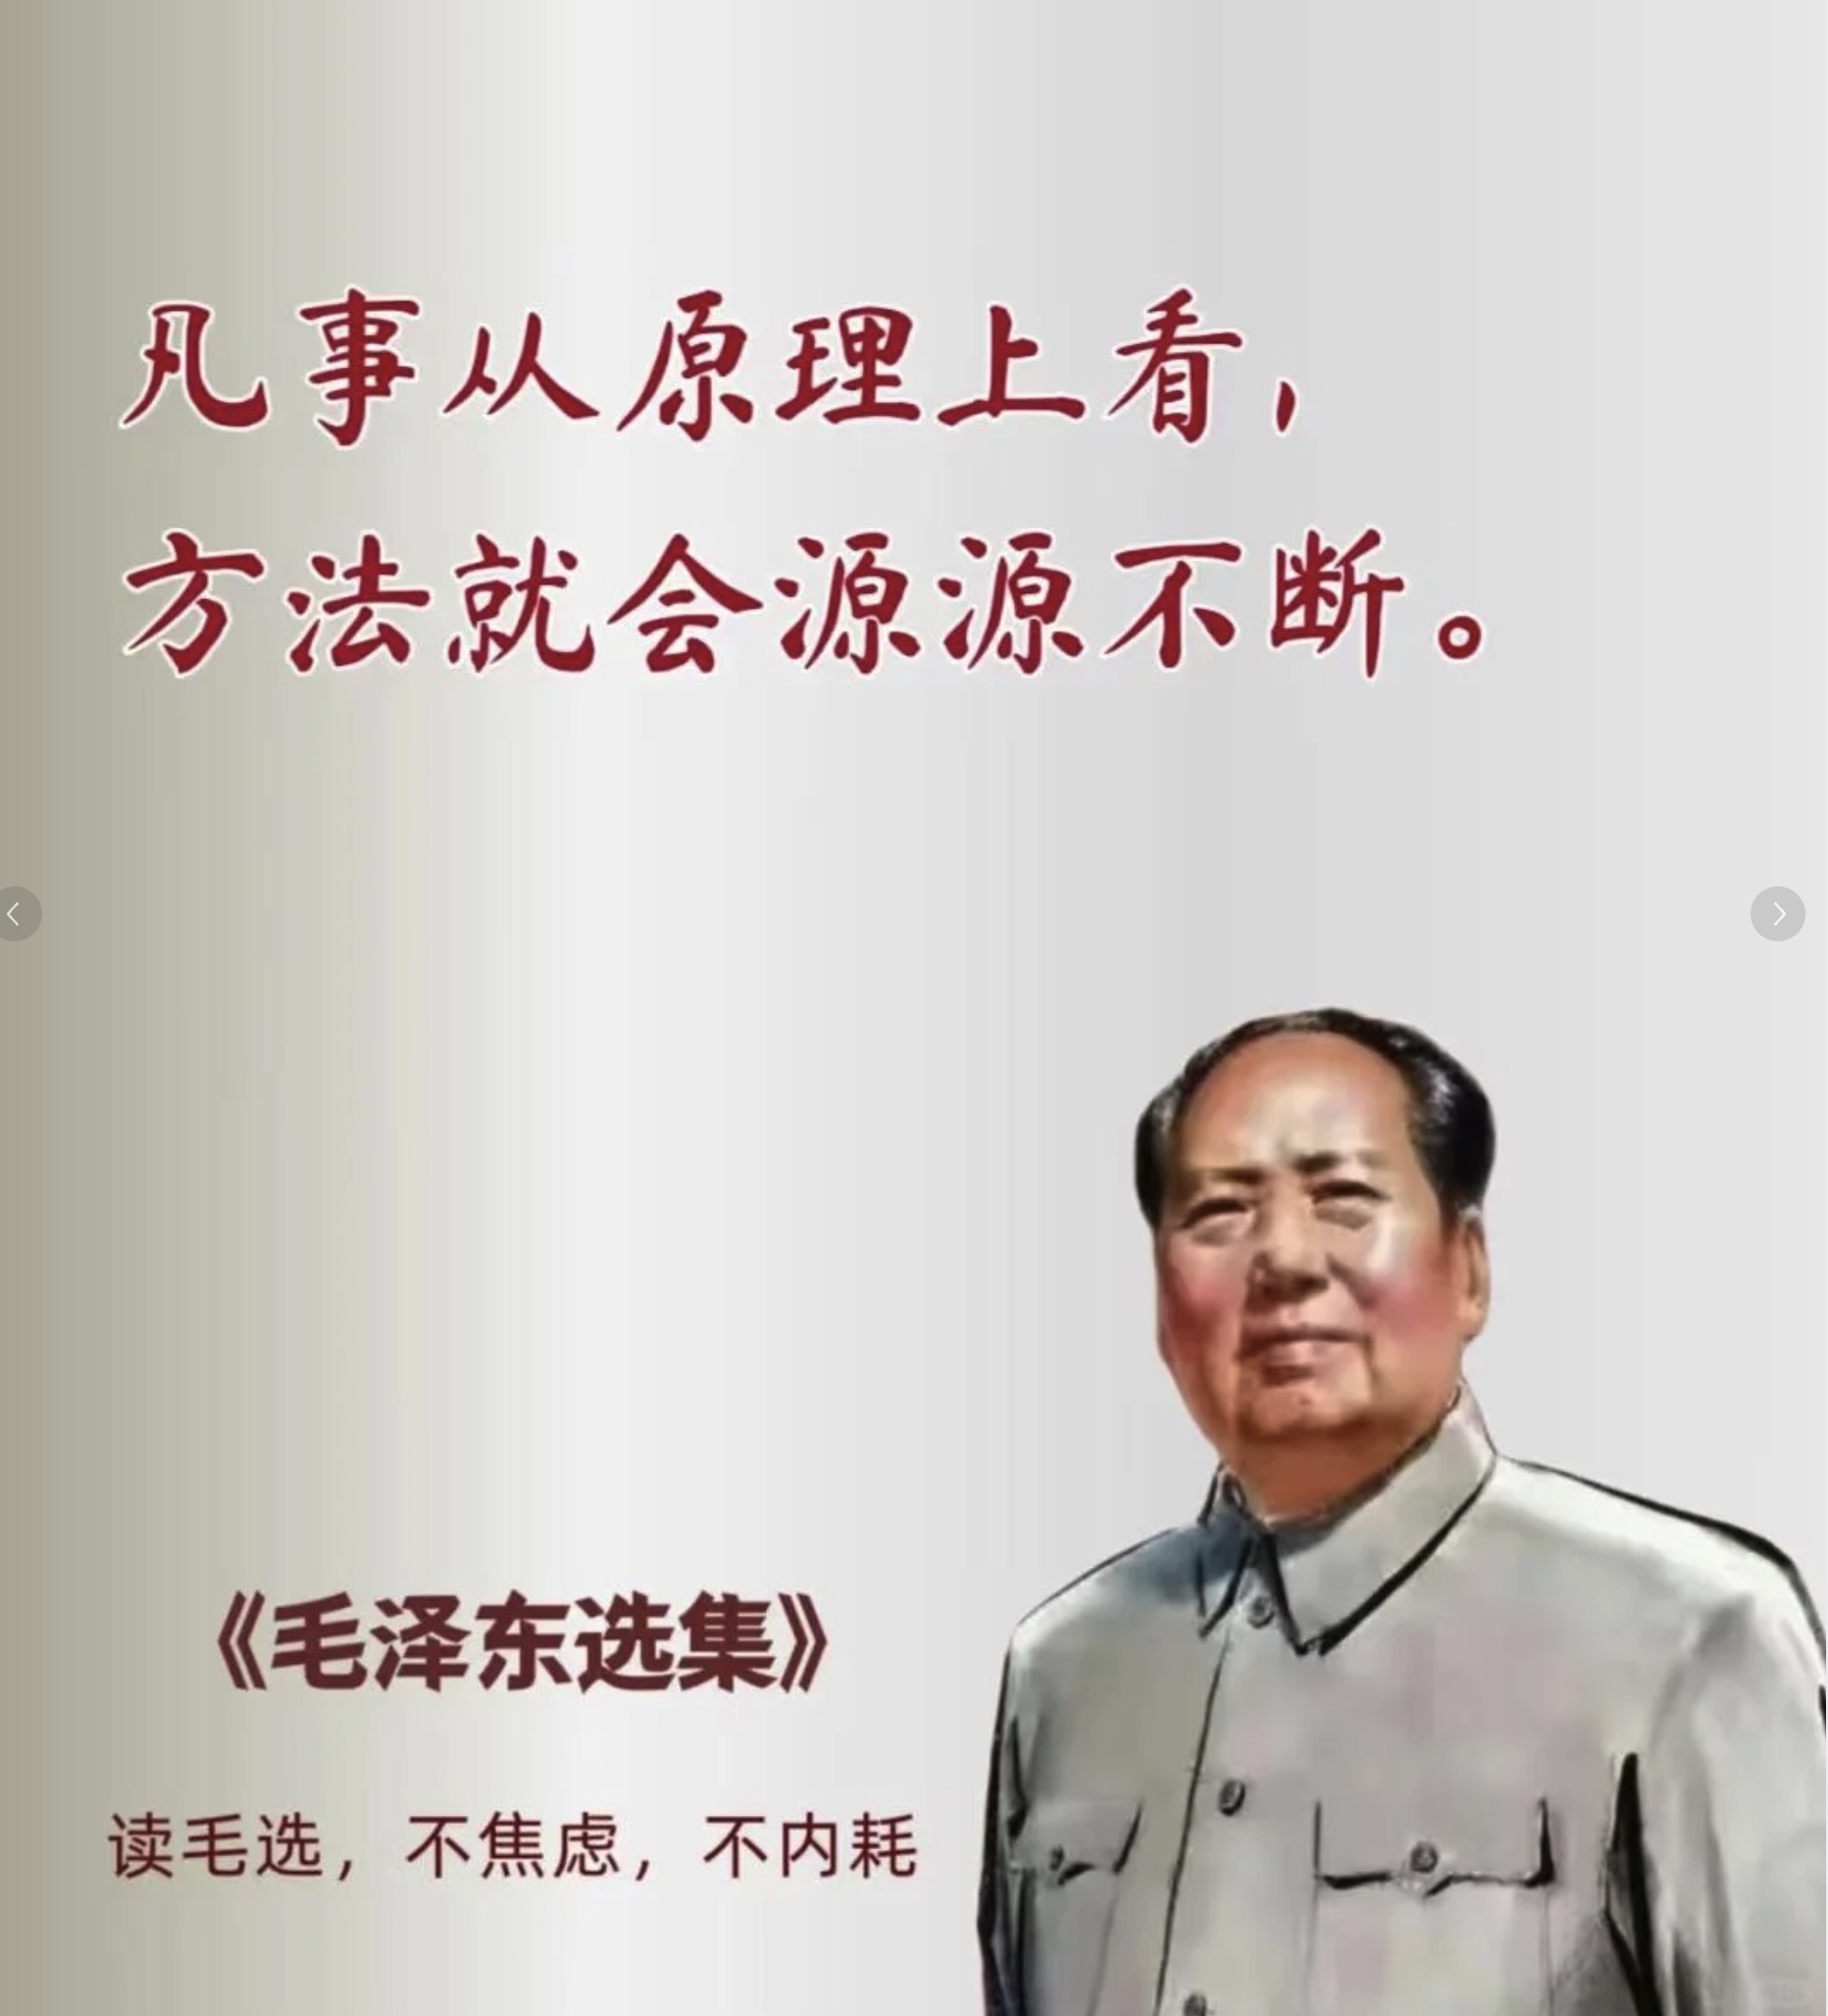 凡事从原理上看，
方法就会源源不断。
《毛泽东选集》
读毛选，不焦虑，不内耗